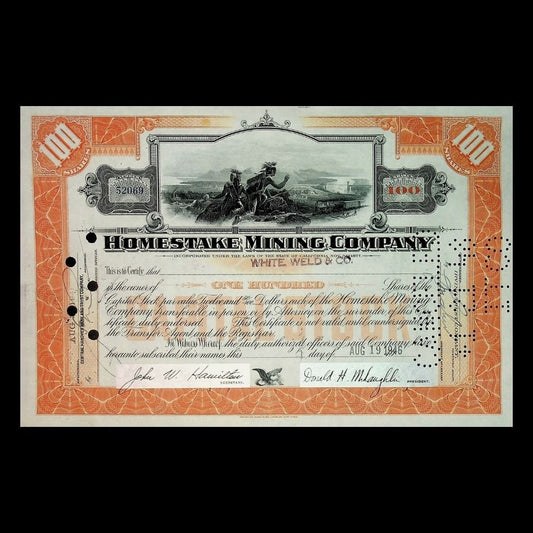 100 SHARES
100 SHARES
NUMBER
52069
100
HOMESTAKE MINING COMPANY
INCORPORATED UNDER THE LAWS OF THE STATE OF CALIFORNIA
This is to Certify that
WHITE, WELD & CO.
is the owner of
ONE HUNDRED
Shares of the
Capital Stock par value Twelve and Dollars each of the Homestake Mining
Company, transferable in person or by Attorney on the surrender of this
certificate duly endorsed. This Certificate is not valid until countersigned
by the Transfer Agent and the Registrar.
In Witness Whereof, the duly authorized officers of said Company have
hereunto subscribed their names this day of
AUG 19 1946
John W. Hamilton
SECRETARY.
Donald H. McLaughlin
PRESIDENT.
AUG